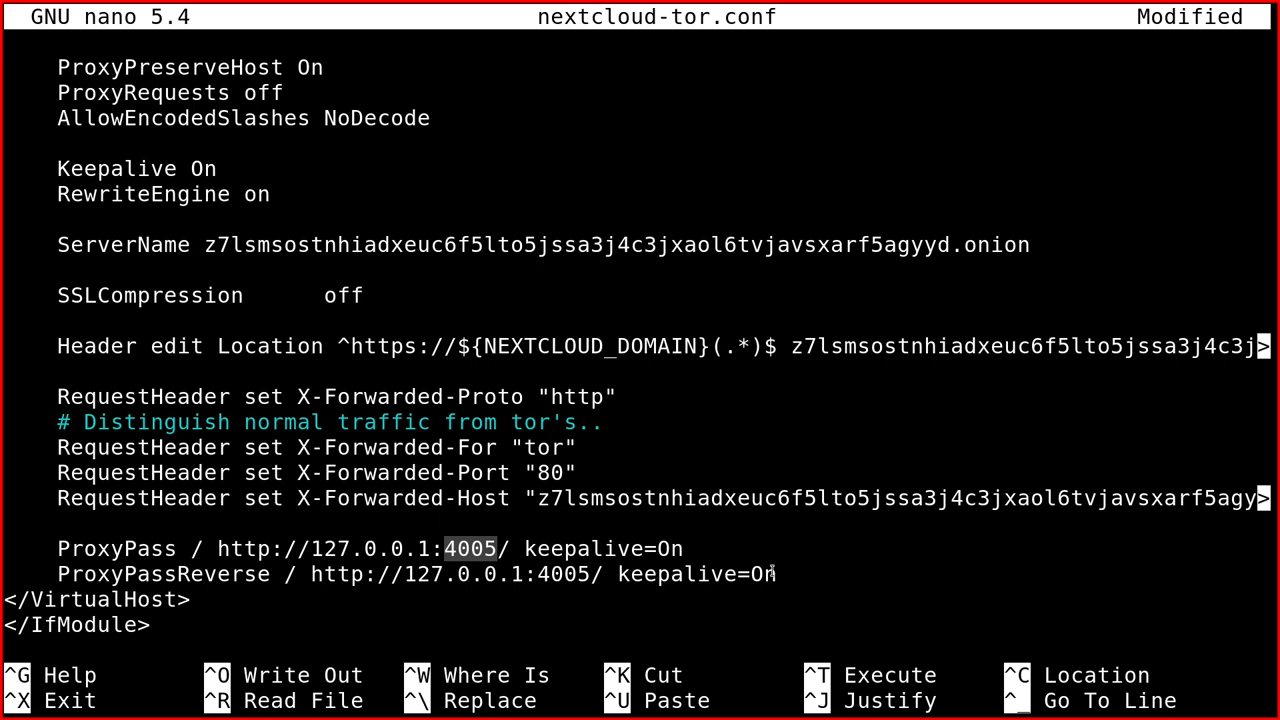 GNU nano 5.4 nextcloud-tor.conf Modified
ProxyPreserveHost On
ProxyRequests off
AllowEncodedSlashes NoDecode
Keepalive On
RewriteEngine on
ServerName z7lsmsostnhiadxeuc6f5lto5jssa3j4c3jxaol6tvjavsxarf5agyyd.onion
SSLCompression off
Header edit Location ^https://${NEXTCLOUD_DOMAIN}(.*)$ z7lsmsostnhiadxeuc6f5lto5jssa3j4c3j>
RequestHeader set X-Forwarded-Proto "http"
# Distinguish normal traffic from tor's..
RequestHeader set X-Forwarded-For "tor"
RequestHeader set X-Forwarded-Port "80"
RequestHeader set X-Forwarded-Host "z7lsmsostnhiadxeuc6f5lto5jssa3j4c3jxaol6tvjavsxarf5agy>
ProxyPass / http://127.0.0.1:4005/ keepalive=On
ProxyPassReverse / http://127.0.0.1:4005/ keepalive=On
</VirtualHost>
</IfModule>
^G Help ^O Write Out ^W Where Is ^K Cut ^T Execute ^C Location
^X Exit ^R Read File ^\ Replace ^U Paste ^J Justify ^_ Go To Line